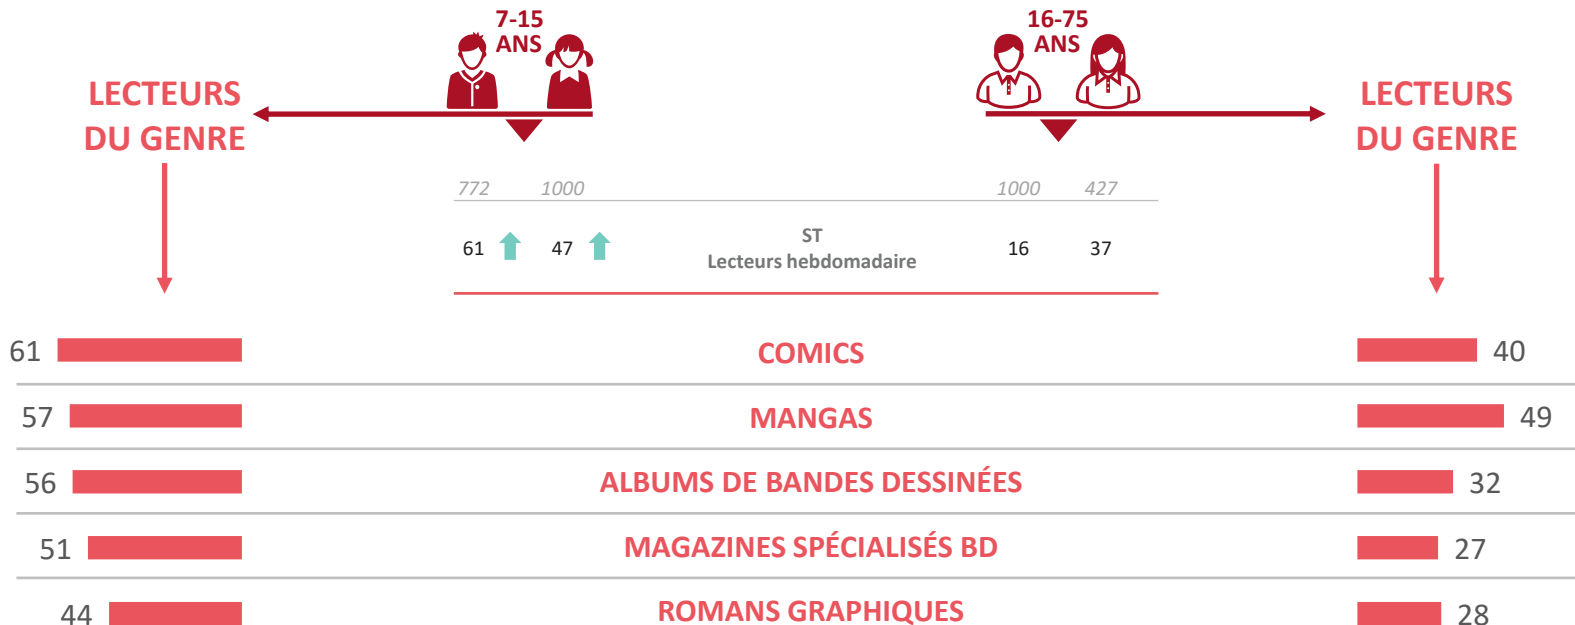 7-15
ANS
16-75
ANS
LECTEURS
DU GENRE
LECTEURS
DU GENRE
772 1000 1000 427
61 47 ST
Lecteurs hebdomadaire 16 37
61 COMICS 40
57 MANGAS 49
56 ALBUMS DE BANDES DESSINÉES 32
51 MAGAZINES SPÉCIALISÉS BD 27
44 ROMANS GRAPHIQUES 28